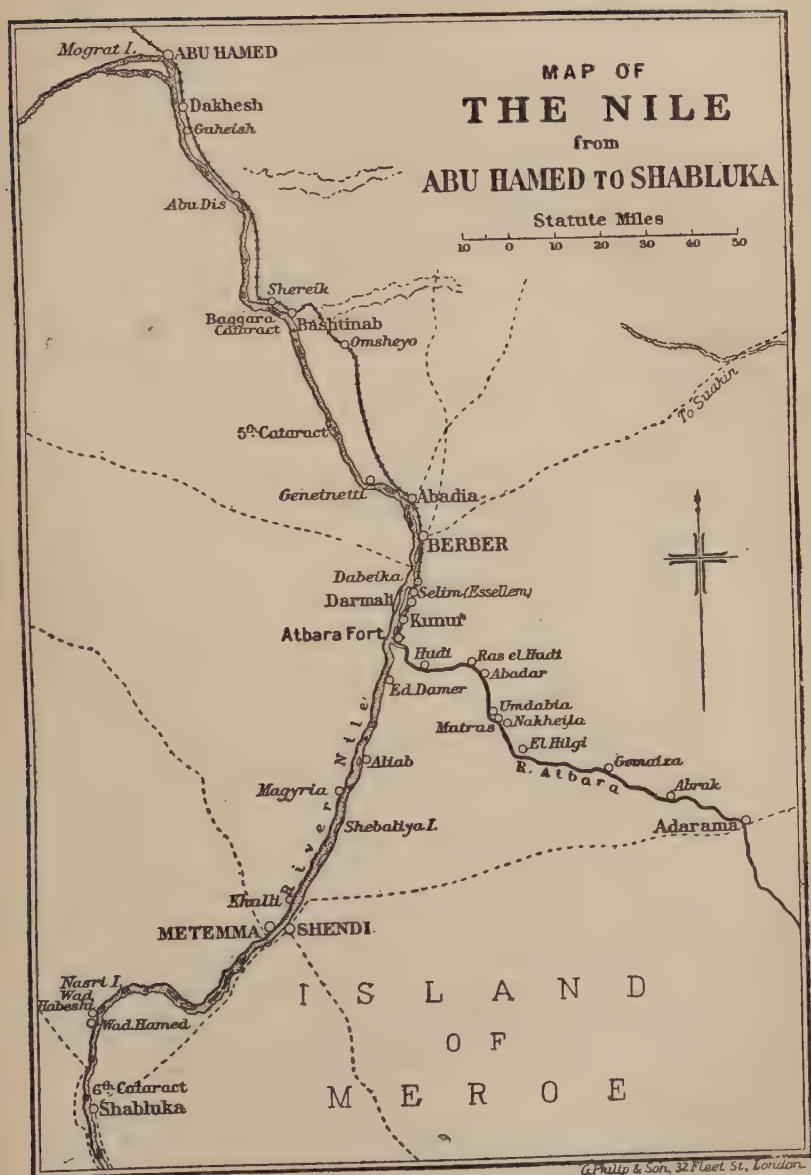 MAP OF
THE NILE
from
ABU HAMED TO SHABLUKA
Statute Miles
10 0 10 20 30 40 50
Mograt I.
ABU HAMED
Dakhesh
Gaheish
Abu Dis
Shereik
Baggara
Cataract
Bashtinab
Omsheyo
To Suakin
5th Cataract
Genetnetti
Abadia
BERBER
Dabeika
Selim (Essellem)
Darmali
Kunur
Atbara Fort
Hudi
Ras el Hudi
Abadar
Ed. Damer
Umdabia
Matras
Nakheila
El Hilgi
R. Atbara
Gomaiza
Abrak
Adarama
Aliab
River Nile
Magyria
Shebaliya I.
Khalli
METEMMA
SHENDI
Nasri I.
Wad
Habeshi
Wad Hamed
6th Cataract
Shabluka
ISLAND
OF
MEROE
G. Philip & Son, 32 Fleet St., London.